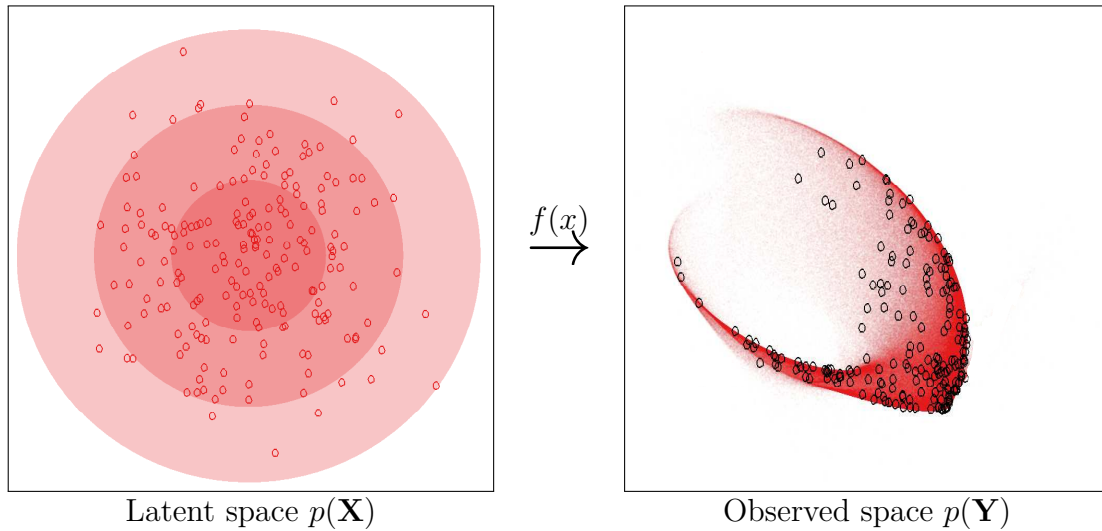 f(x)
Latent space p(X)
Observed space p(Y)